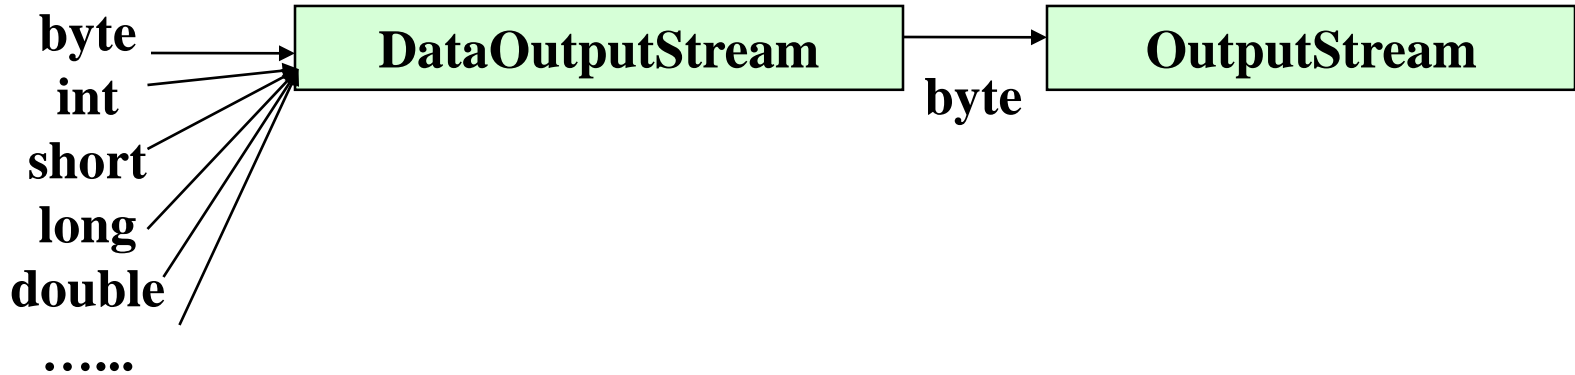 byte
DataOutputStream
OutputStream
byte
int
short
long
double
…...